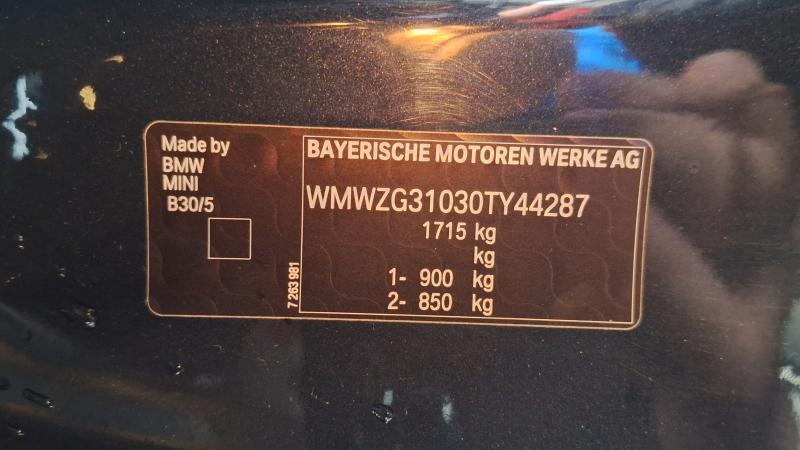 Made by
BMW
MINI
B30/5
7 263 981
BAYERISCHE MOTOREN WERKE AG
WMWZG31030TY44287
1715 kg
kg
1- 900 kg
2- 850 kg